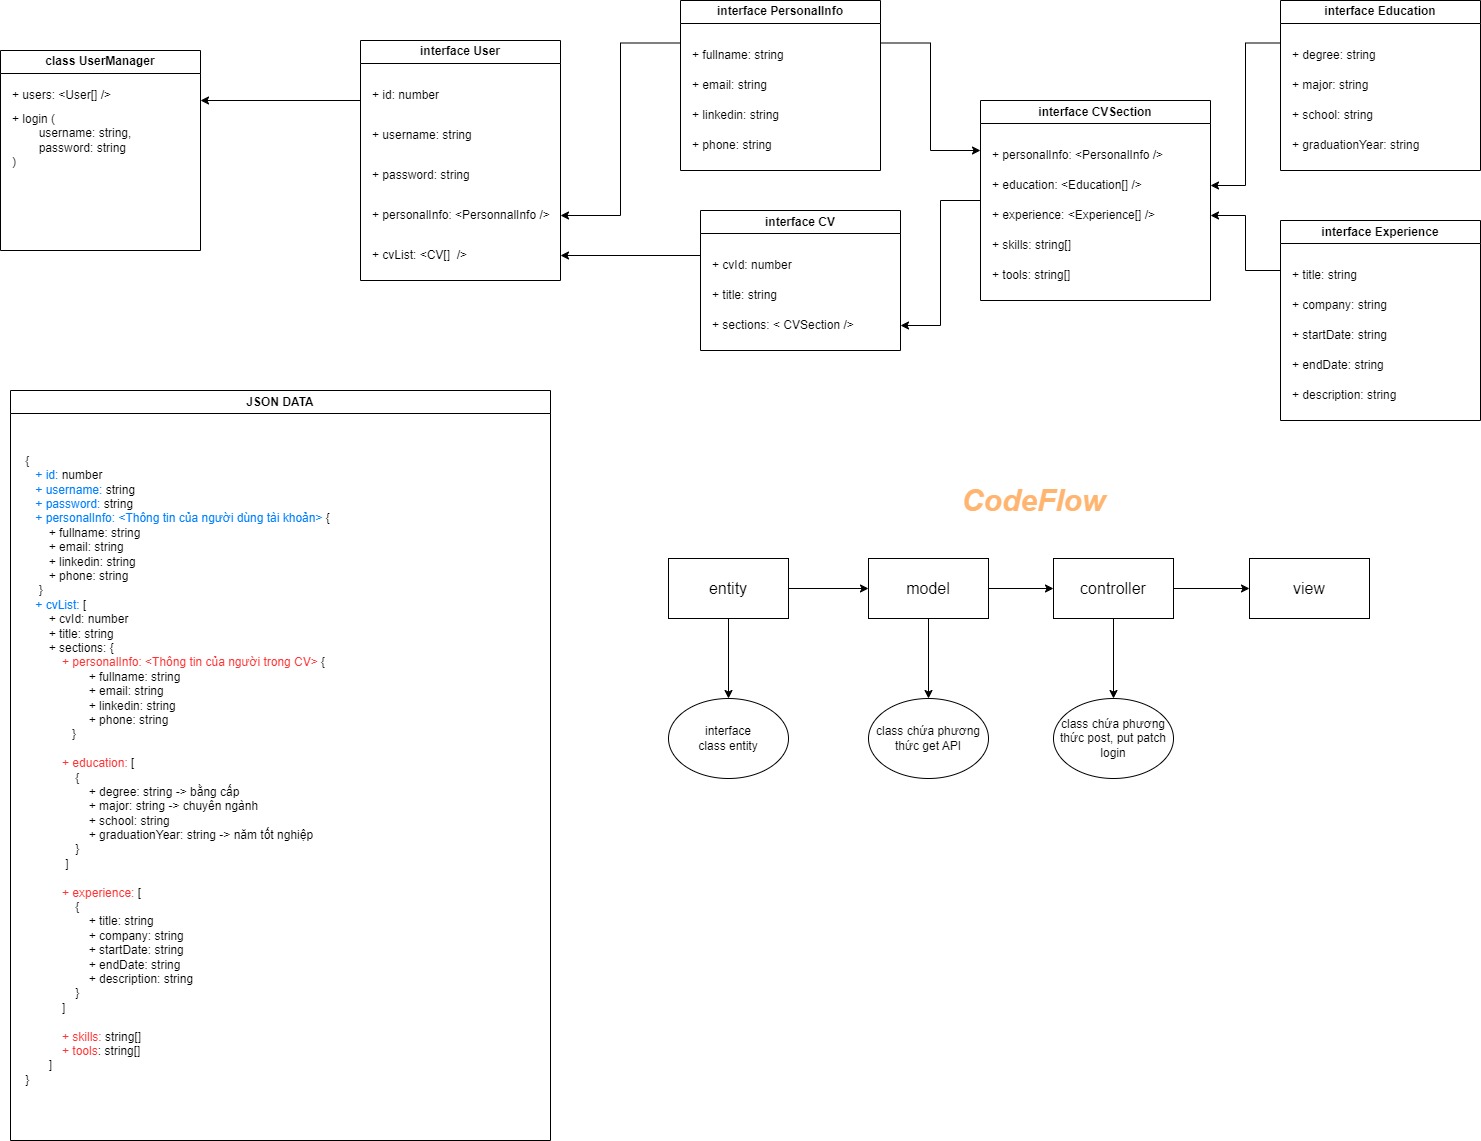 class UserManager
+ users: <User[] />
+ login (
username: string,
password: string
)
interface User
+ id: number
+ username: string
+ password: string
+ personalInfo: <PersonnalInfo />
+ cvList: <CV[]  />
interface PersonalInfo
+ fullname: string
+ email: string
+ linkedin: string
+ phone: string
interface CV
+ cvId: number
+ title: string
+ sections: < CVSection />
interface CVSection
+ personalInfo: <PersonalInfo />
+ education: <Education[] />
+ experience: <Experience[] />
+ skills: string[]
+ tools: string[]
interface Education
+ degree: string
+ major: string
+ school: string
+ graduationYear: string
interface Experience
+ title: string
+ company: string
+ startDate: string
+ endDate: string
+ description: string
JSON DATA
{
+ id: number
+ username: string
+ password: string
+ personalInfo: <Thông tin của người dùng tài khoản> {
+ fullname: string
+ email: string
+ linkedin: string
+ phone: string
}
+ cvList: [
+ cvId: number
+ title: string
+ sections: {
+ personalInfo: <Thông tin của người trong CV> {
+ fullname: string
+ email: string
+ linkedin: string
+ phone: string
}
+ education: [
{
+ degree: string -> bằng cấp
+ major: string -> chuyên ngành
+ school: string
+ graduationYear: string -> năm tốt nghiệp
}
]
+ experience: [
{
+ title: string
+ company: string
+ startDate: string
+ endDate: string
+ description: string
}
]
+ skills: string[]
+ tools: string[]
]
}
CodeFlow
entity
model
controller
view
interface
class entity
class chứa phương
thức get API
class chứa phương
thức post, put patch
login